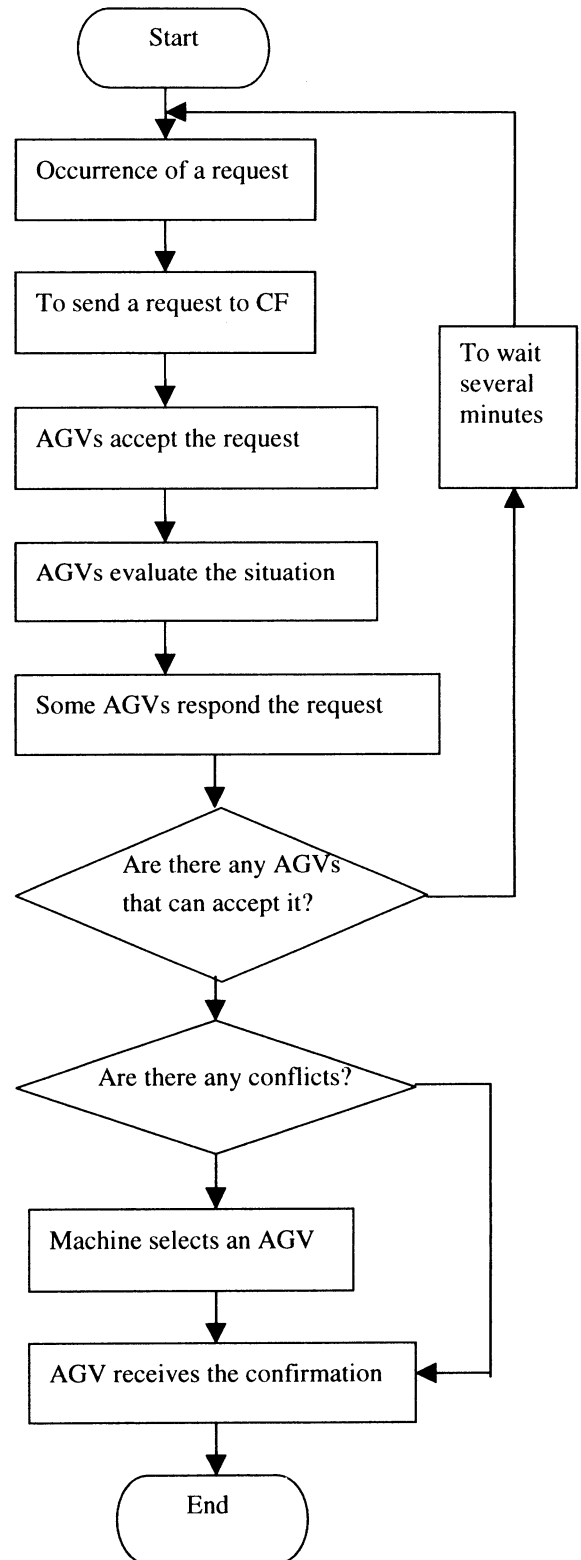 Start
Occurrence of a request
To send a request to CF
To wait
several
minutes
AGVs accept the request
AGVs evaluate the situation
Some AGVs respond the request
Are there any AGVs
that can accept it?
Are there any conflicts?
Machine selects an AGV
AGV receives the confirmation
End